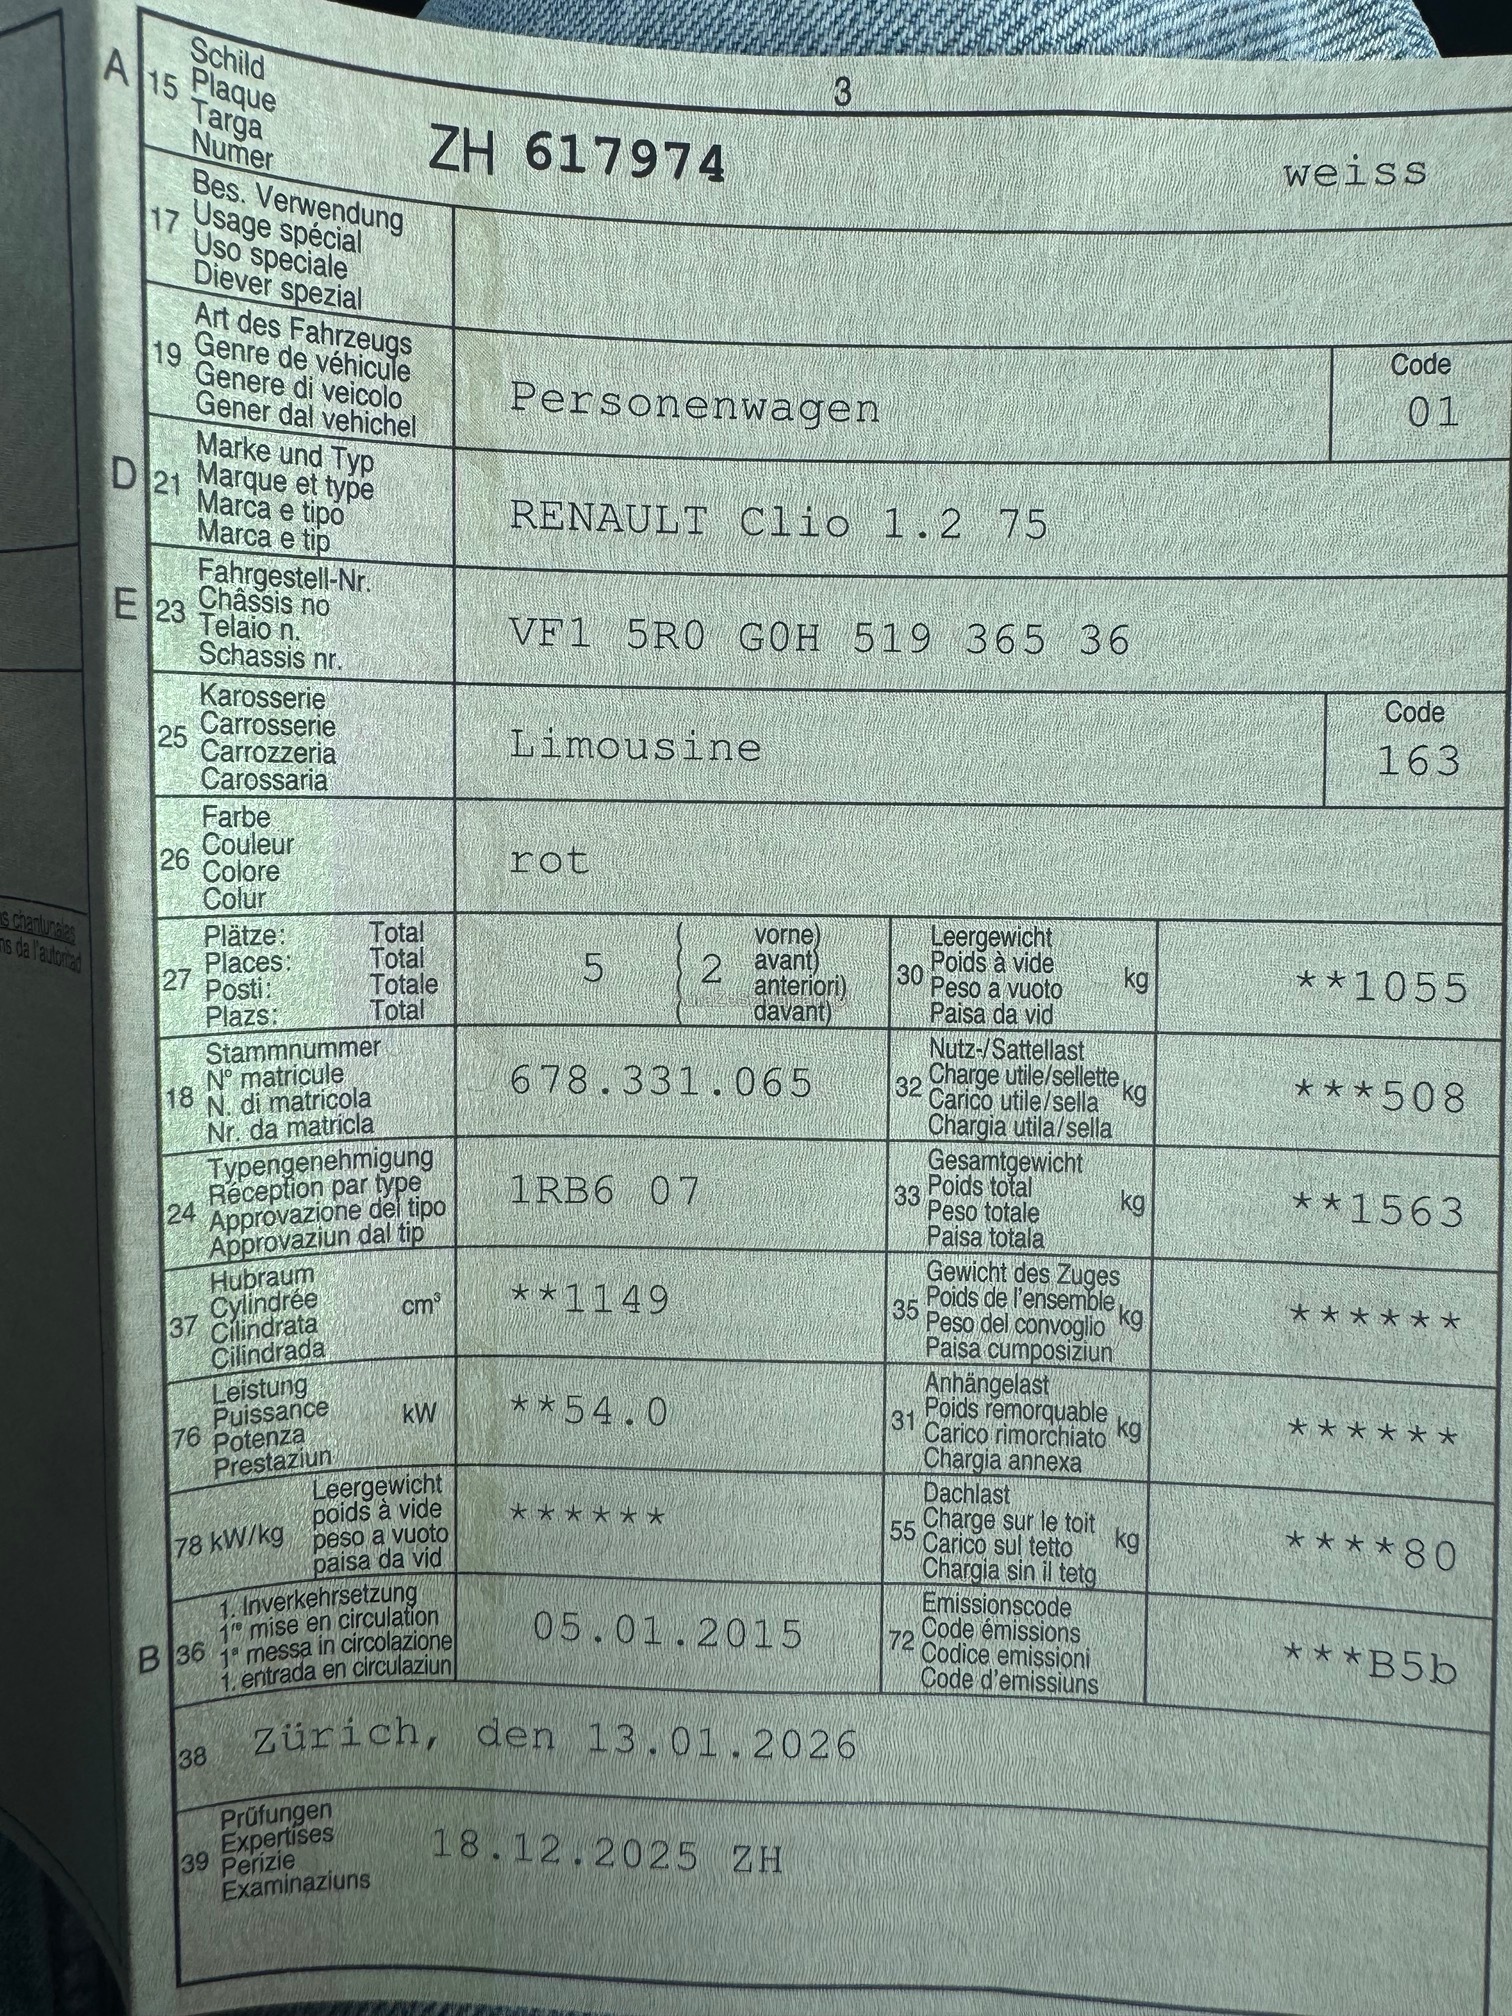 3
A 15 Schild
Plaque
Targa
Numer
ZH 617974 weiss
17 Bes. Verwendung
Usage spécial
Uso speciale
Diever spezial
19 Art des Fahrzeugs
Genre de véhicule
Genere di veicolo
Gener dal vehichel
Personenwagen
Code
01
D 21 Marke und Typ
Marque et type
Marca e tipo
Marca e tip
RENAULT Clio 1.2 75
E 23 Fahrgestell-Nr.
Châssis no
Telaio n.
Schassis nr.
VF1 5R0 G0H 519 365 36
25 Karosserie
Carrosserie
Carrozzeria
Carossaria
Limousine
Code
163
26 Farbe
Couleur
Colore
Colur
rot
27 Plätze: Total
Places: Total
Posti: Totale
Plazs: Total
5 ( 2 vorne)
( avant)
( anteriori)
( davant)
30 Leergewicht
Poids à vide kg
Peso a vuoto
Paisa da vid
**1055
18 Stammnummer
N° matricule
N. di matricola
Nr. da matricla
678.331.065
32 Nutz-/Sattellast
Charge utile/sellette kg
Carico utile/sella
Chargia utila/sella
***508
24 Typengenehmigung
Réception par type
Approvazione del tipo
Approvaziun dal tip
1RB6 07
33 Gesamtgewicht
Poids total kg
Peso totale
Paisa totala
**1563
37 Hubraum
Cylindrée cm³
Cilindrata
Cilindrada
**1149
35 Gewicht des Zuges
Poids de l'ensemble kg
Peso del convoglio
Paisa cumposiziun
******
76 Leistung
Puissance kW
Potenza
Prestaziun
**54.0
31 Anhängelast
Poids remorquable kg
Carico rimorchiato
Chargia annexa
******
78 kW/kg Leergewicht
poids à vide
peso a vuoto
paisa da vid
******
55 Dachlast
Charge sur le toit kg
Carico sul tetto
Chargia sin il tetg
****80
B 36 1. Inverkehrsetzung
1re mise en circulation
1a messa in circolazione
1. entrada en circulaziun
05.01.2015
72 Emissionscode
Code émissions
Codice emissioni
Code d'emissiuns
***B5b
38 Zürich, den 13.01.2026
39 Prüfungen
Expertises
Perizie
Examinaziuns
18.12.2025 ZH
chantunalas
da l'autoritad